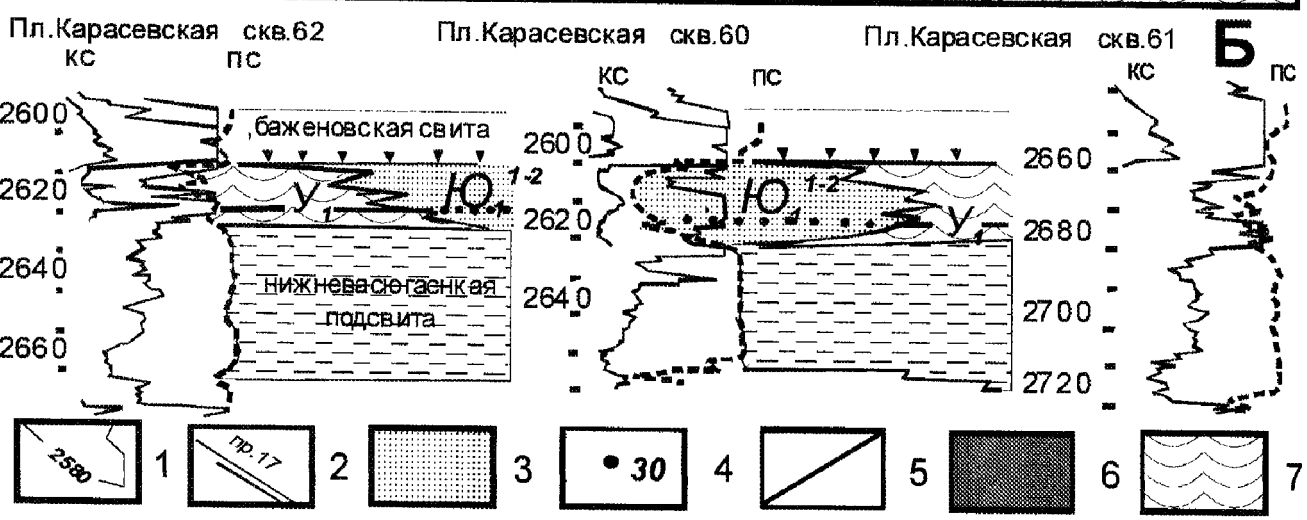 Пл.Карасевская скв.62 Пл.Карасевская скв.60 Пл.Карасевская скв.61 Б
КС ПС КС ПС КС ПС
2600 баженовская свита 2600 2660
2620 У1 Ю1 1-2 2620 Ю1 1-2 У1 2680
2640 нижневасюгаенкая 2640 2700
подсвита
2660 2720
2580 1 пр.17 2 3 30 4 5 6 7